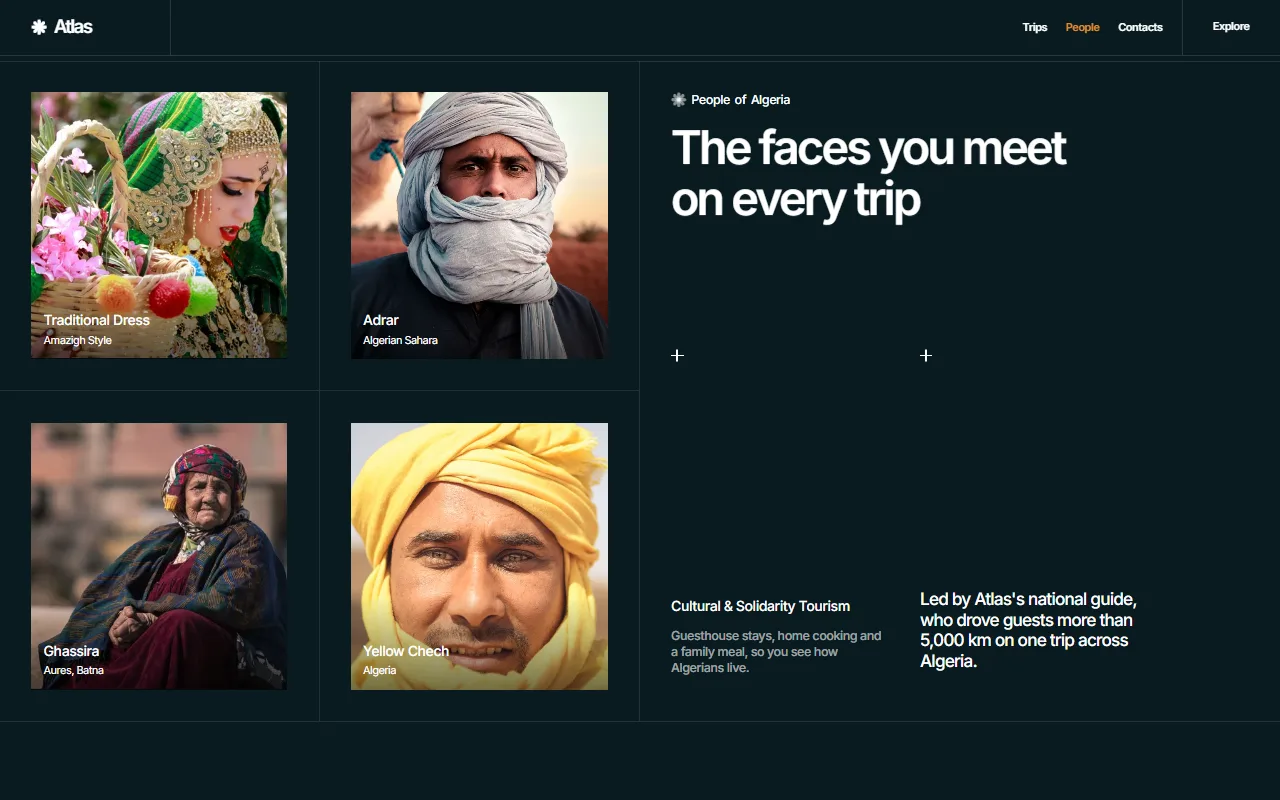 Atlas
Trips
People
Contacts
Explore
Traditional Dress
Amazigh Style
Adrar
Algerian Sahara
Ghassira
Aures, Batna
Yellow Chech
Algeria
People of Algeria
The faces you meet
on every trip
Cultural & Solidarity Tourism
Guesthouse stays, home cooking and
a family meal, so you see how
Algerians live.
Led by Atlas's national guide,
who drove guests more than
5,000 km on one trip across
Algeria.